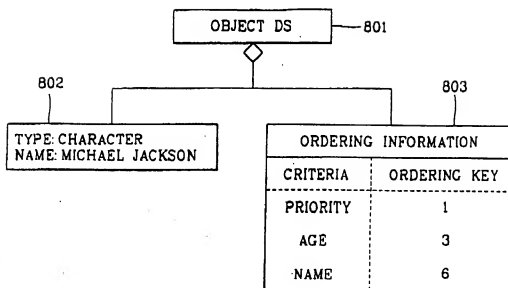 OBJECT DS
801
802
803
TYPE: CHARACTER
NAME: MICHAEL JACKSON
ORDERING INFORMATION
CRITERIA ORDERING KEY
PRIORITY 1
AGE 3
NAME 6